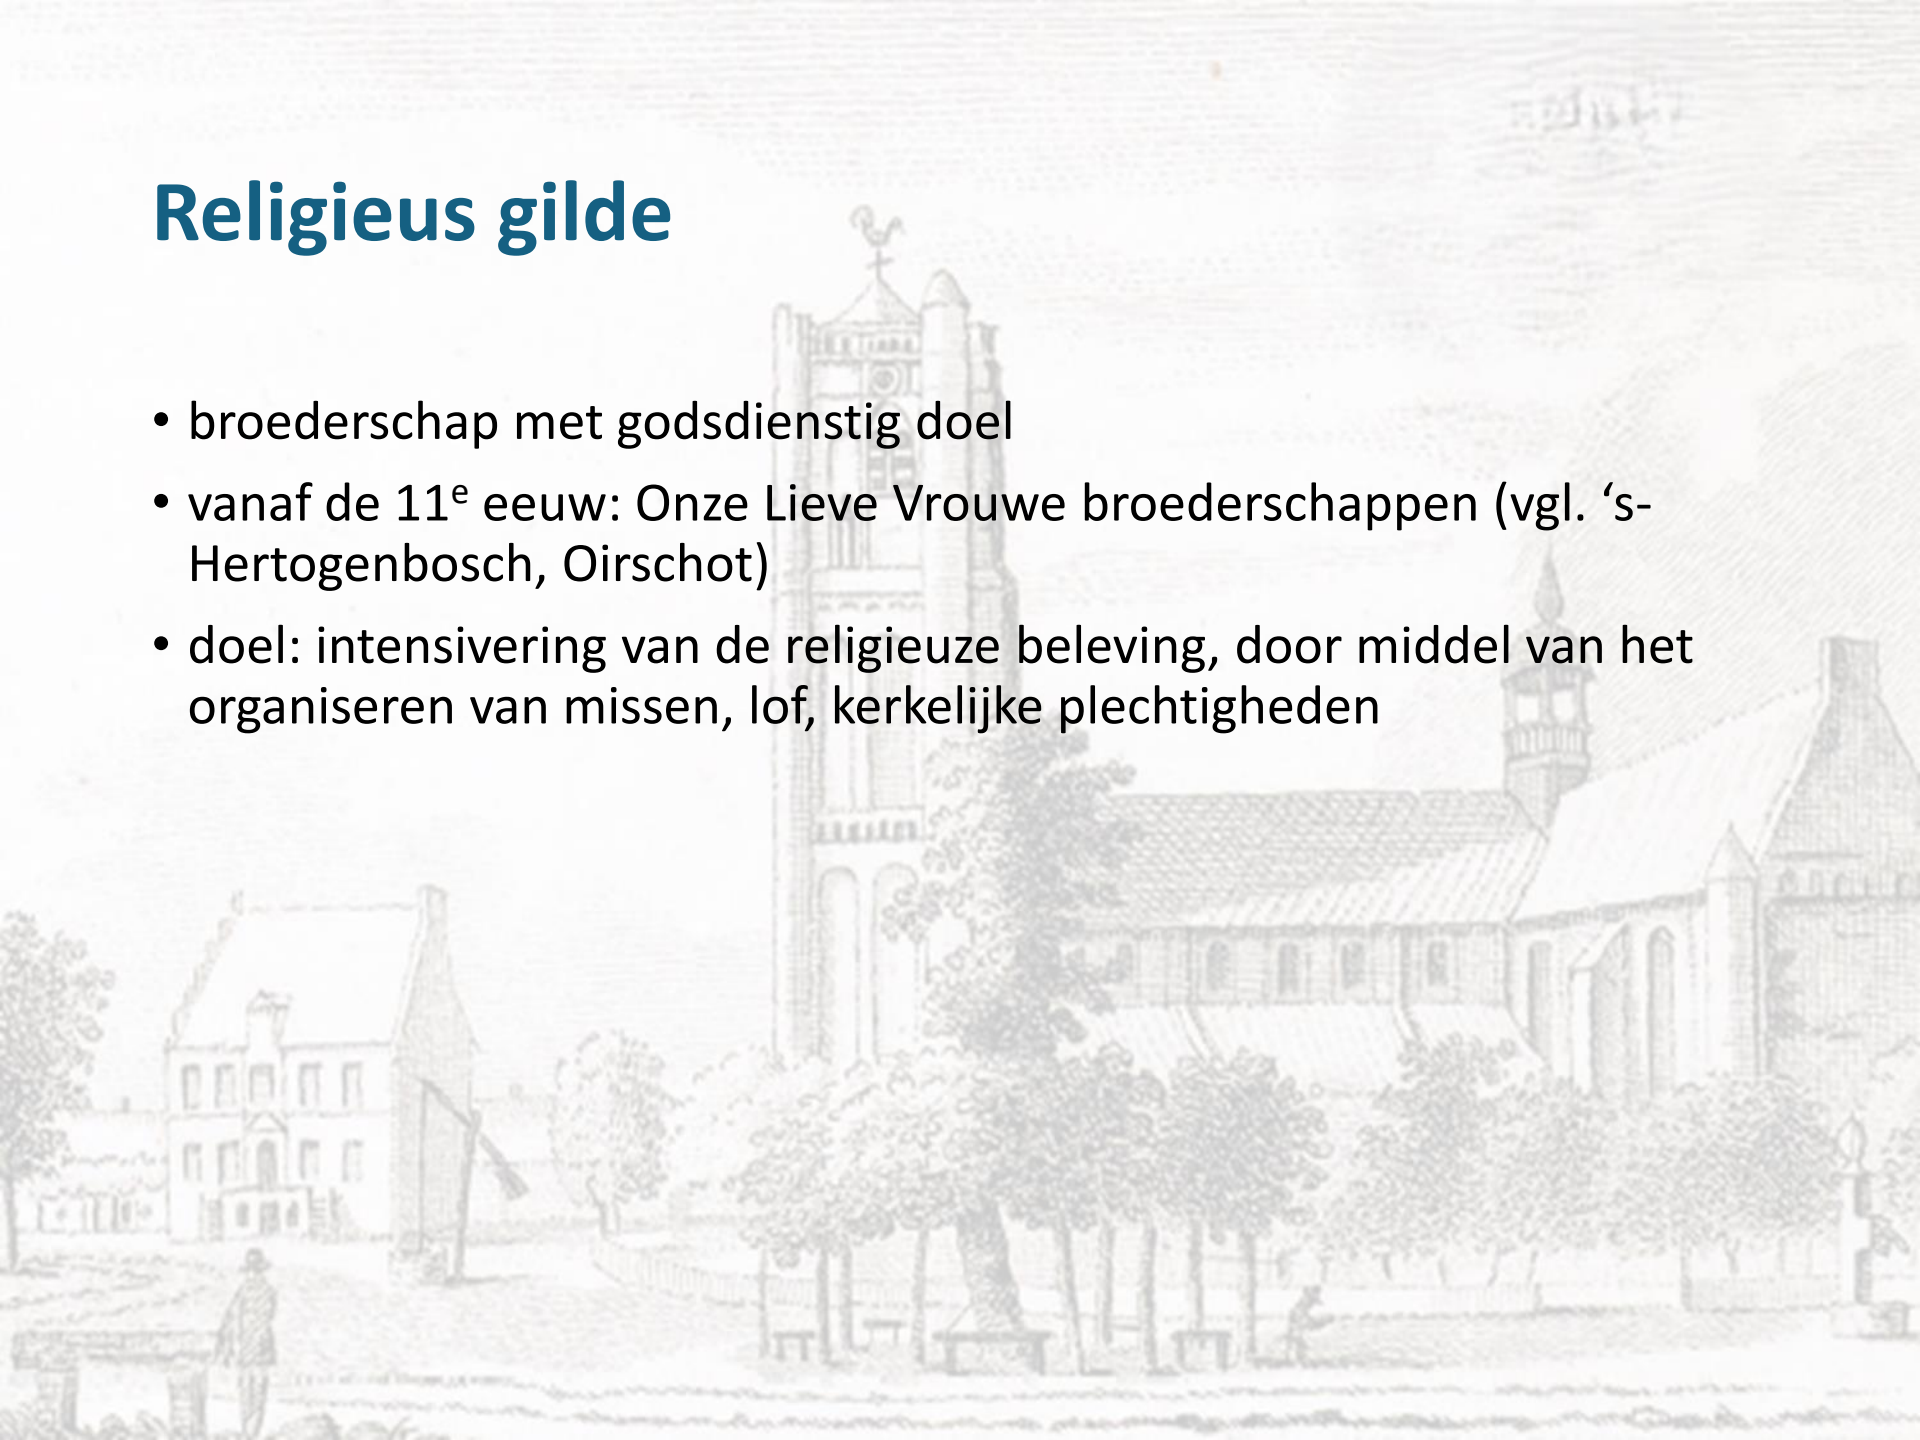 Religieus gilde
• broederschap met godsdienstig doel
• vanaf de 11e eeuw: Onze Lieve Vrouwe broederschappen (vgl. ‘s-
Hertogenbosch, Oirschot)
• doel: intensivering van de religieuze beleving, door middel van het
organiseren van missen, lof, kerkelijke plechtigheden